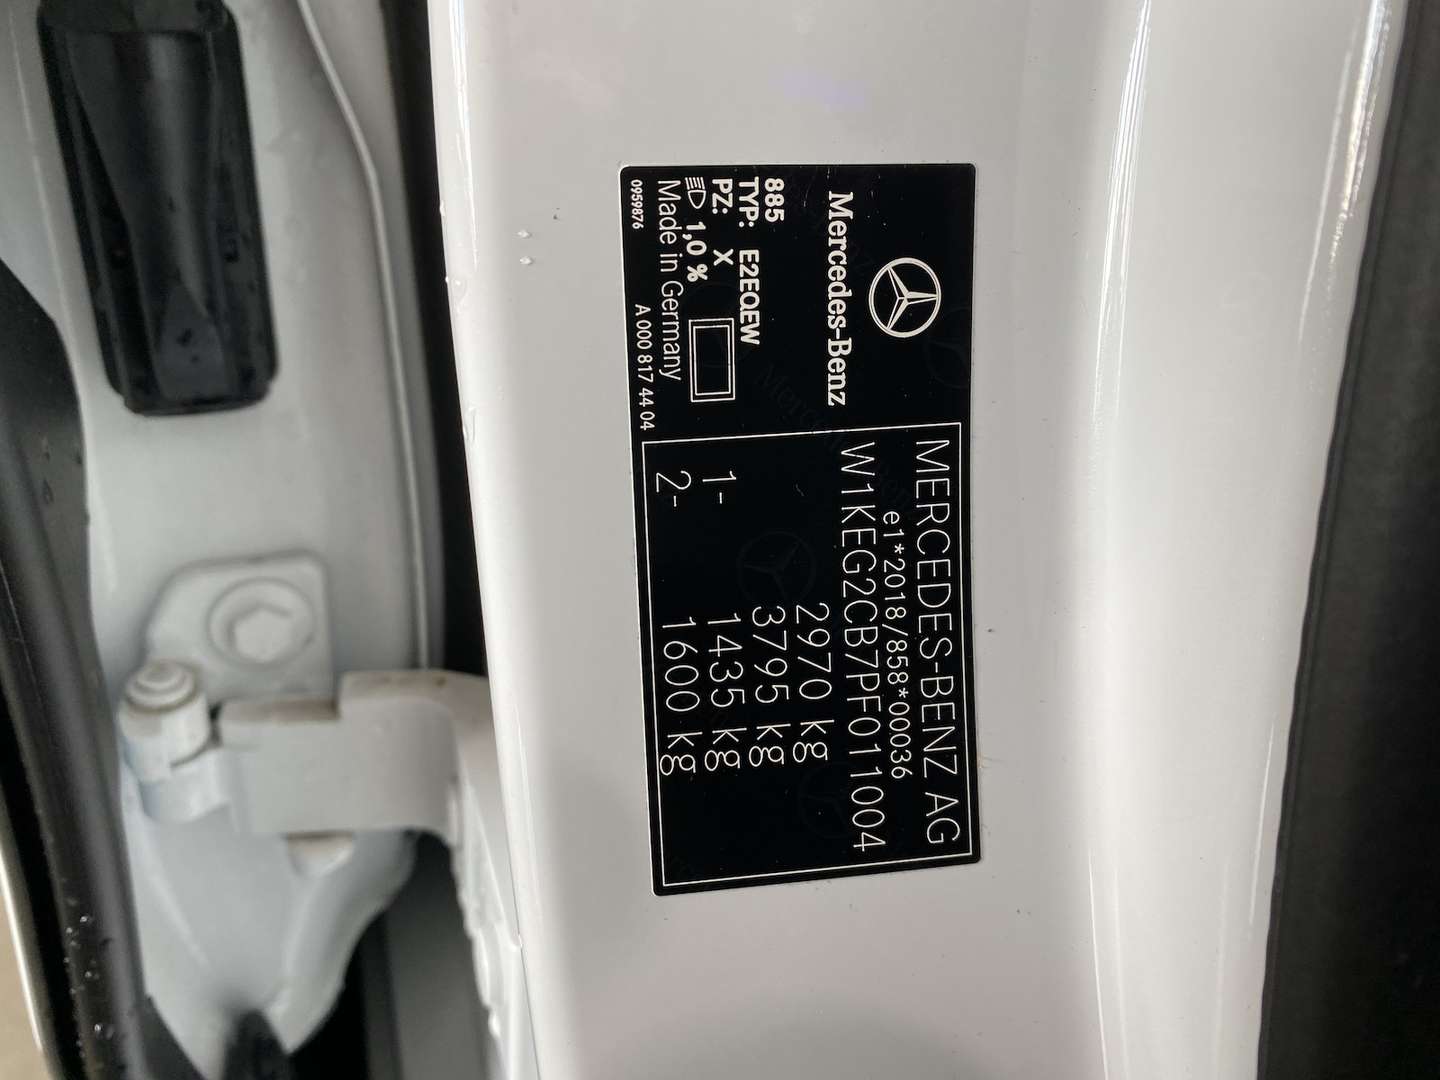 Mercedes-Benz
885
TYP: E2EQEW
PZ: X
1,0 %
Made in Germany
0959876 A 000 817 44 04
MERCEDES-BENZ AG
e1*2018/858*00036
W1KEG2CB7PF011004
2970 kg
3795 kg
1- 1435 kg
2- 1600 kg